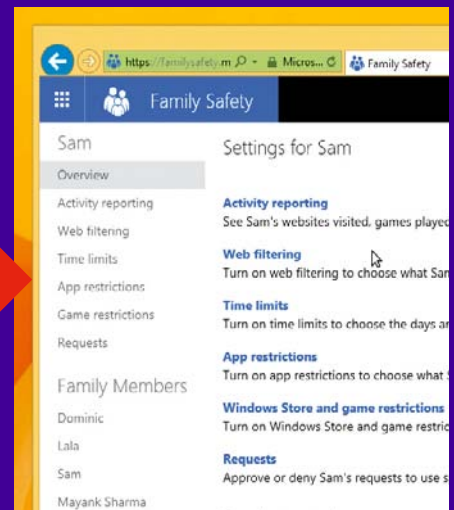 https://familysafety.m
Micros...
Family Safety
Family Safety
Sam
Overview
Activity reporting
Web filtering
Time limits
App restrictions
Game restrictions
Requests
Family Members
Dominic
Lala
Sam
Mayank Sharma
Settings for Sam
Activity reporting
See Sam's websites visited, games played
Web filtering
Turn on web filtering to choose what Sam
Time limits
Turn on time limits to choose the days
App restrictions
Turn on app restrictions to choose what
Windows Store and game restrictions
Turn on Windows Store and game
Requests
Approve or deny Sam's requests to use